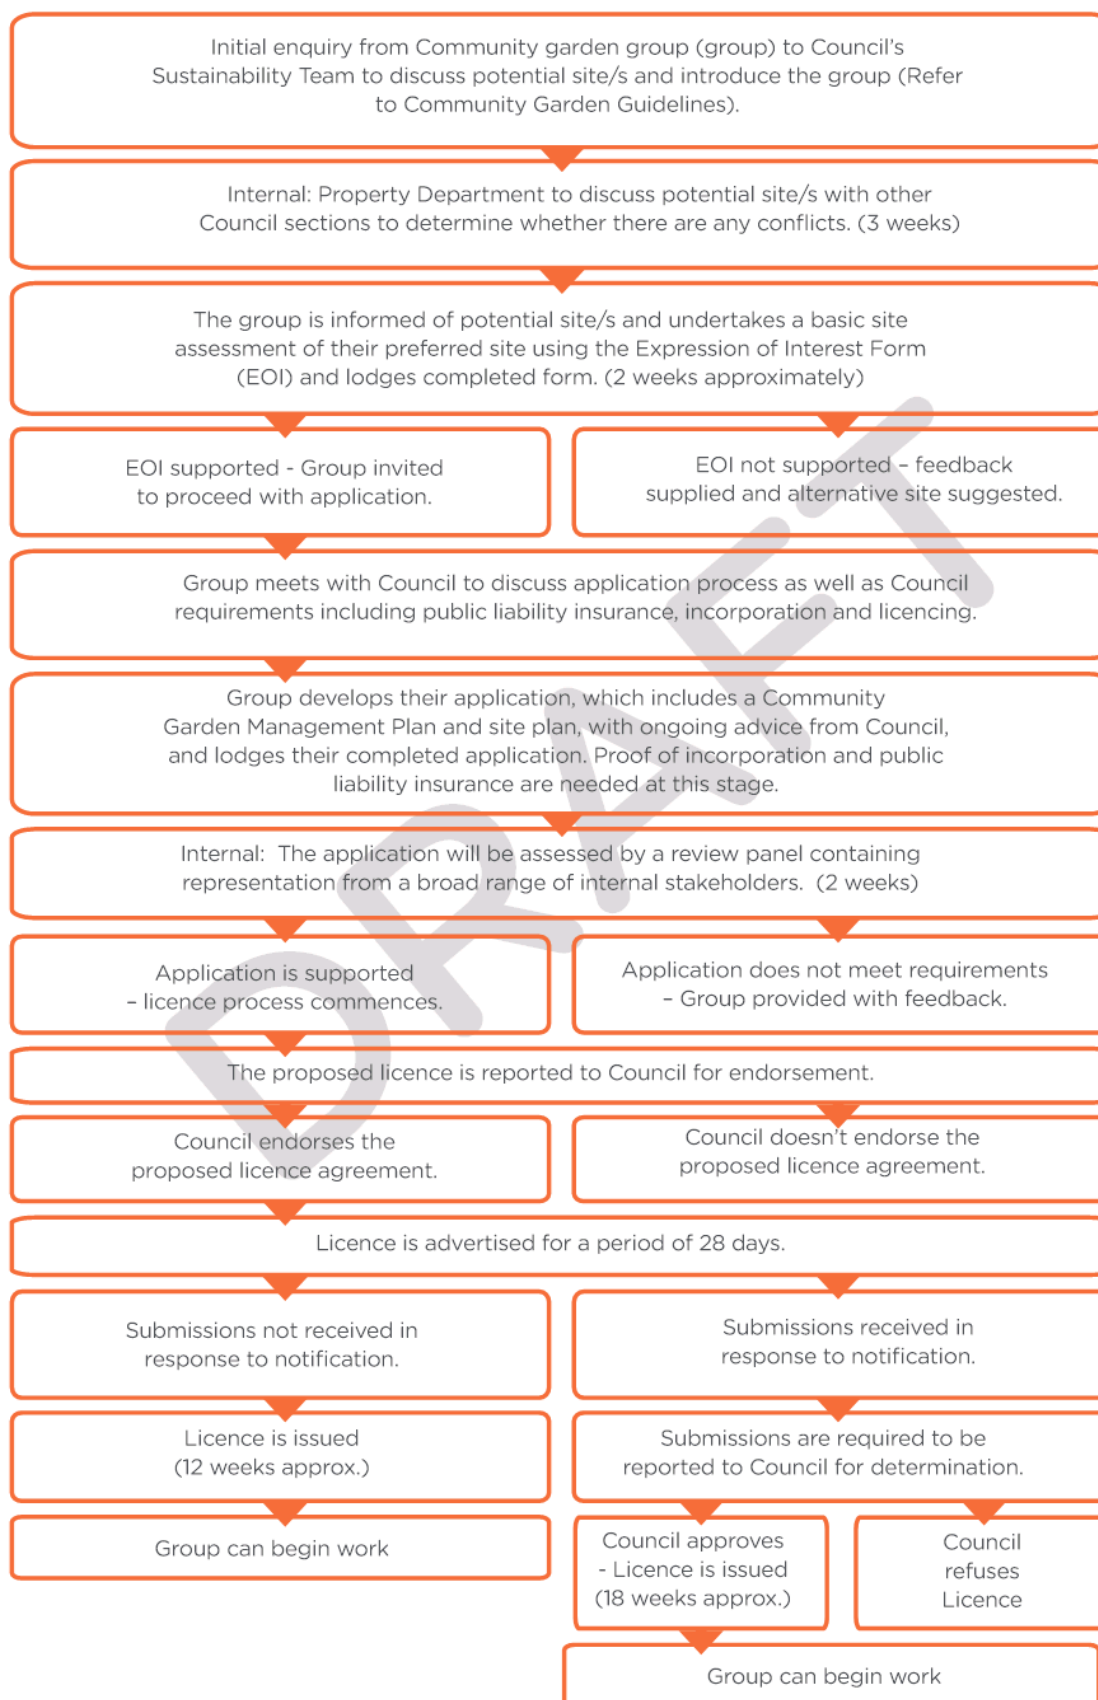 Initial enquiry from Community garden group (group) to Council's
Sustainability Team to discuss potential site/s and introduce the group (Refer
to Community Garden Guidelines).
Internal: Property Department to discuss potential site/s with other
Council sections to determine whether there are any conflicts. (3 weeks)
The group is informed of potential site/s and undertakes a basic site
assessment of their preferred site using the Expression of Interest Form
(EOI) and lodges completed form. (2 weeks approximately)
EOI supported - Group invited
to proceed with application.
EOI not supported – feedback
supplied and alternative site suggested.
Group meets with Council to discuss application process as well as Council
requirements including public liability insurance, incorporation and licencing.
Group develops their application, which includes a Community
Garden Management Plan and site plan, with ongoing advice from Council,
and lodges their completed application. Proof of incorporation and public
liability insurance are needed at this stage.
Internal:  The application will be assessed by a review panel containing
representation from a broad range of internal stakeholders.  (2 weeks)
Application is supported
– licence process commences.
Application does not meet requirements
– Group provided with feedback.
The proposed licence is reported to Council for endorsement.
Council endorses the
proposed licence agreement.
Council doesn't endorse the
proposed licence agreement.
Licence is advertised for a period of 28 days.
Submissions not received in
response to notification.
Submissions received in
response to notification.
Licence is issued
(12 weeks approx.)
Submissions are required to be
reported to Council for determination.
Group can begin work
Council approves
- Licence is issued
(18 weeks approx.)
Council
refuses
Licence
Group can begin work
DRAFT